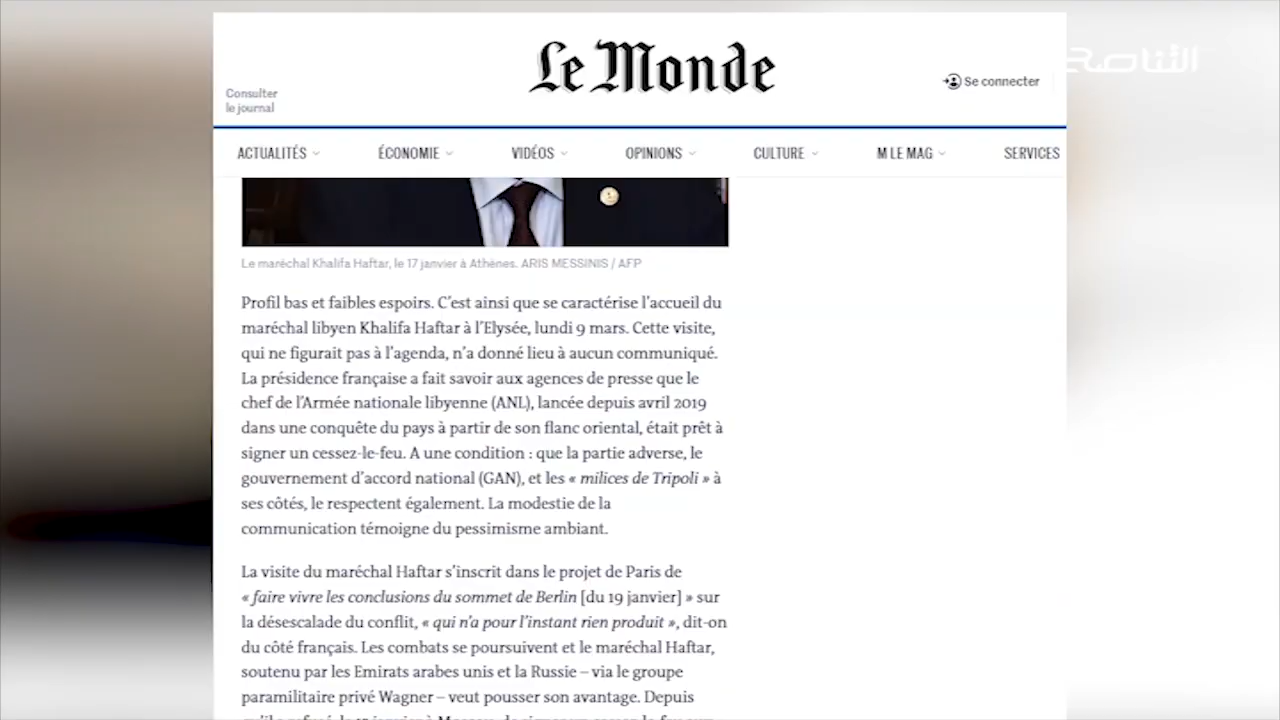 Le Monde
Consulter
le journal
Se connecter
الناصح
ACTUALITÉS
ÉCONOMIE
VIDÉOS
OPINIONS
CULTURE
M LE MAG
SERVICES
Le maréchal Khalifa Haftar, le 17 janvier à Athènes. ARIS MESSINIS / AFP
Profil bas et faibles espoirs. C’est ainsi que se caractérise l’accueil du
maréchal libyen Khalifa Haftar à l’Elysée, lundi 9 mars. Cette visite,
qui ne figurait pas à l’agenda, n’a donné lieu à aucun communiqué.
La présidence française a fait savoir aux agences de presse que le
chef de l’Armée nationale libyenne (ANL), lancée depuis avril 2019
dans une conquête du pays à partir de son flanc oriental, était prêt à
signer un cessez-le-feu. A une condition : que la partie adverse, le
gouvernement d’accord national (GAN), et les « milices de Tripoli » à
ses côtés, le respectent également. La modestie de la
communication témoigne du pessimisme ambiant.
La visite du maréchal Haftar s’inscrit dans le projet de Paris de
« faire vivre les conclusions du sommet de Berlin [du 19 janvier] » sur
la désescalade du conflit, « qui n’a pour l’instant rien produit », dit-on
du côté français. Les combats se poursuivent et le maréchal Haftar,
soutenu par les Emirats arabes unis et la Russie – via le groupe
paramilitaire privé Wagner – veut pousser son avantage. Depuis